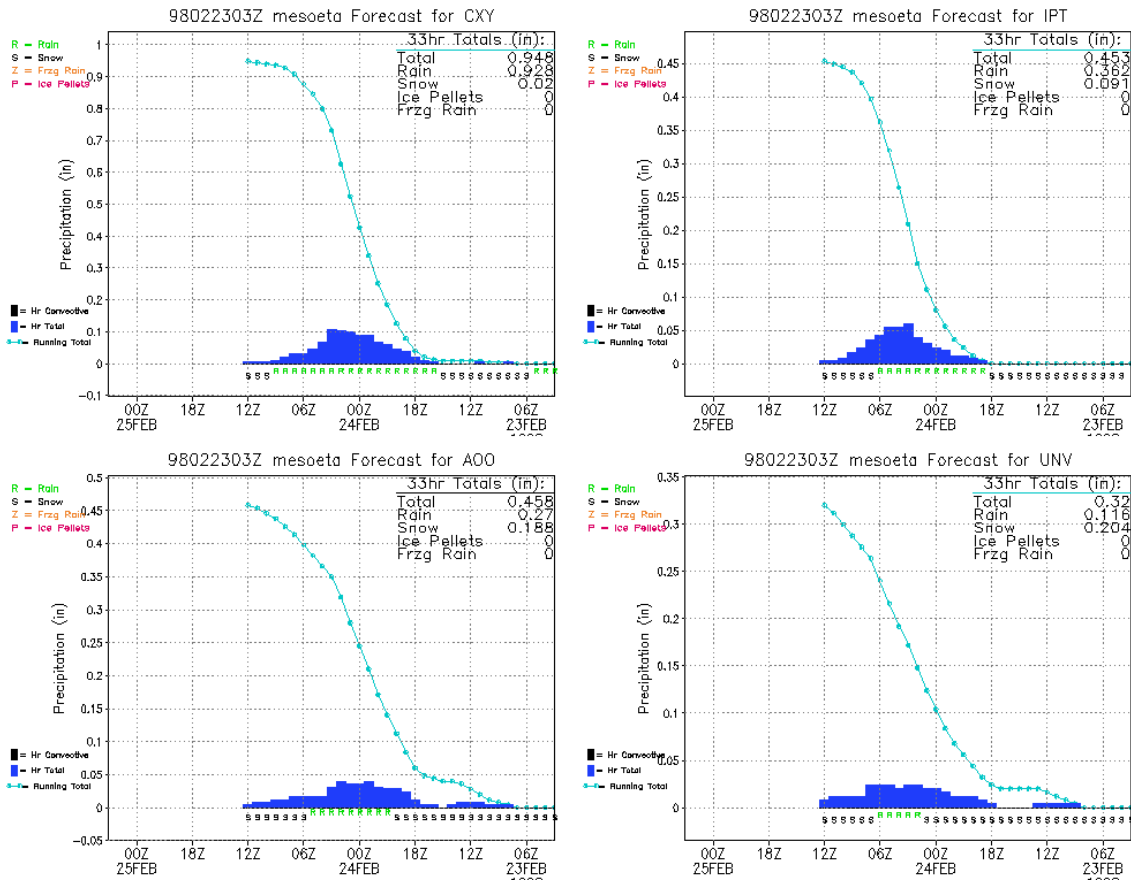 98022303Z mesoeta Forecast for CXY
R – Rain
S – Snow
Z – Frzg Rain
P – Ice Pellets
33hr Totals (in):
Total 0.948
Rain 0.928
Snow 0.02
Ice Pellets 0
Frzg Rain 0
1
0.9
0.8
0.7
0.6
0.5
0.4
0.3
0.2
0.1
0
−0.1
Precipitation (in)
= Hr Convective
= Hr Total
= Running Total
S S S R R R R R R R R R R R R R R R R R R S S S S S S S S S S R R R
00Z 18Z 12Z 06Z 00Z 18Z 12Z 06Z
25FEB 24FEB 23FEB
98022303Z mesoeta Forecast for IPT
R – Rain
S – Snow
Z – Frzg Rain
P – Ice Pellets
33hr Totals (in):
Total 0.453
Rain 0.362
Snow 0.091
Ice Pellets 0
Frzg Rain 0
0.45
0.4
0.35
0.3
0.25
0.2
0.15
0.1
0.05
0
Precipitation (in)
= Hr Convective
= Hr Total
= Running Total
S S S S S S R R R R R R R R R R R R S S S S S S S S S S S S S S S
00Z 18Z 12Z 06Z 00Z 18Z 12Z 06Z
25FEB 24FEB 23FEB
98022303Z mesoeta Forecast for AOO
R – Rain
S – Snow
Z – Frzg Rain
P – Ice Pellets
33hr Totals (in):
Total 0.458
Rain 0.27
Snow 0.188
Ice Pellets 0
Frzg Rain 0
0.5
0.45
0.4
0.35
0.3
0.25
0.2
0.15
0.1
0.05
0
−0.05
Precipitation (in)
= Hr Convective
= Hr Total
= Running Total
S S S S S S S R R R R R R R R R S S S S S S S S S S S S S S S S S S
00Z 18Z 12Z 06Z 00Z 18Z 12Z 06Z
25FEB 24FEB 23FEB
98022303Z mesoeta Forecast for UNV
R – Rain
S – Snow
Z – Frzg Rain
P – Ice Pellets
33hr Totals (in):
Total 0.32
Rain 0.116
Snow 0.204
Ice Pellets 0
Frzg Rain 0
0.35
0.3
0.25
0.2
0.15
0.1
0.05
0
Precipitation (in)
= Hr Convective
= Hr Total
= Running Total
S S S S S S R R R R R S S S S S S S S S S S S S S S S S S S S S S
00Z 18Z 12Z 06Z 00Z 18Z 12Z 06Z
25FEB 24FEB 23FEB